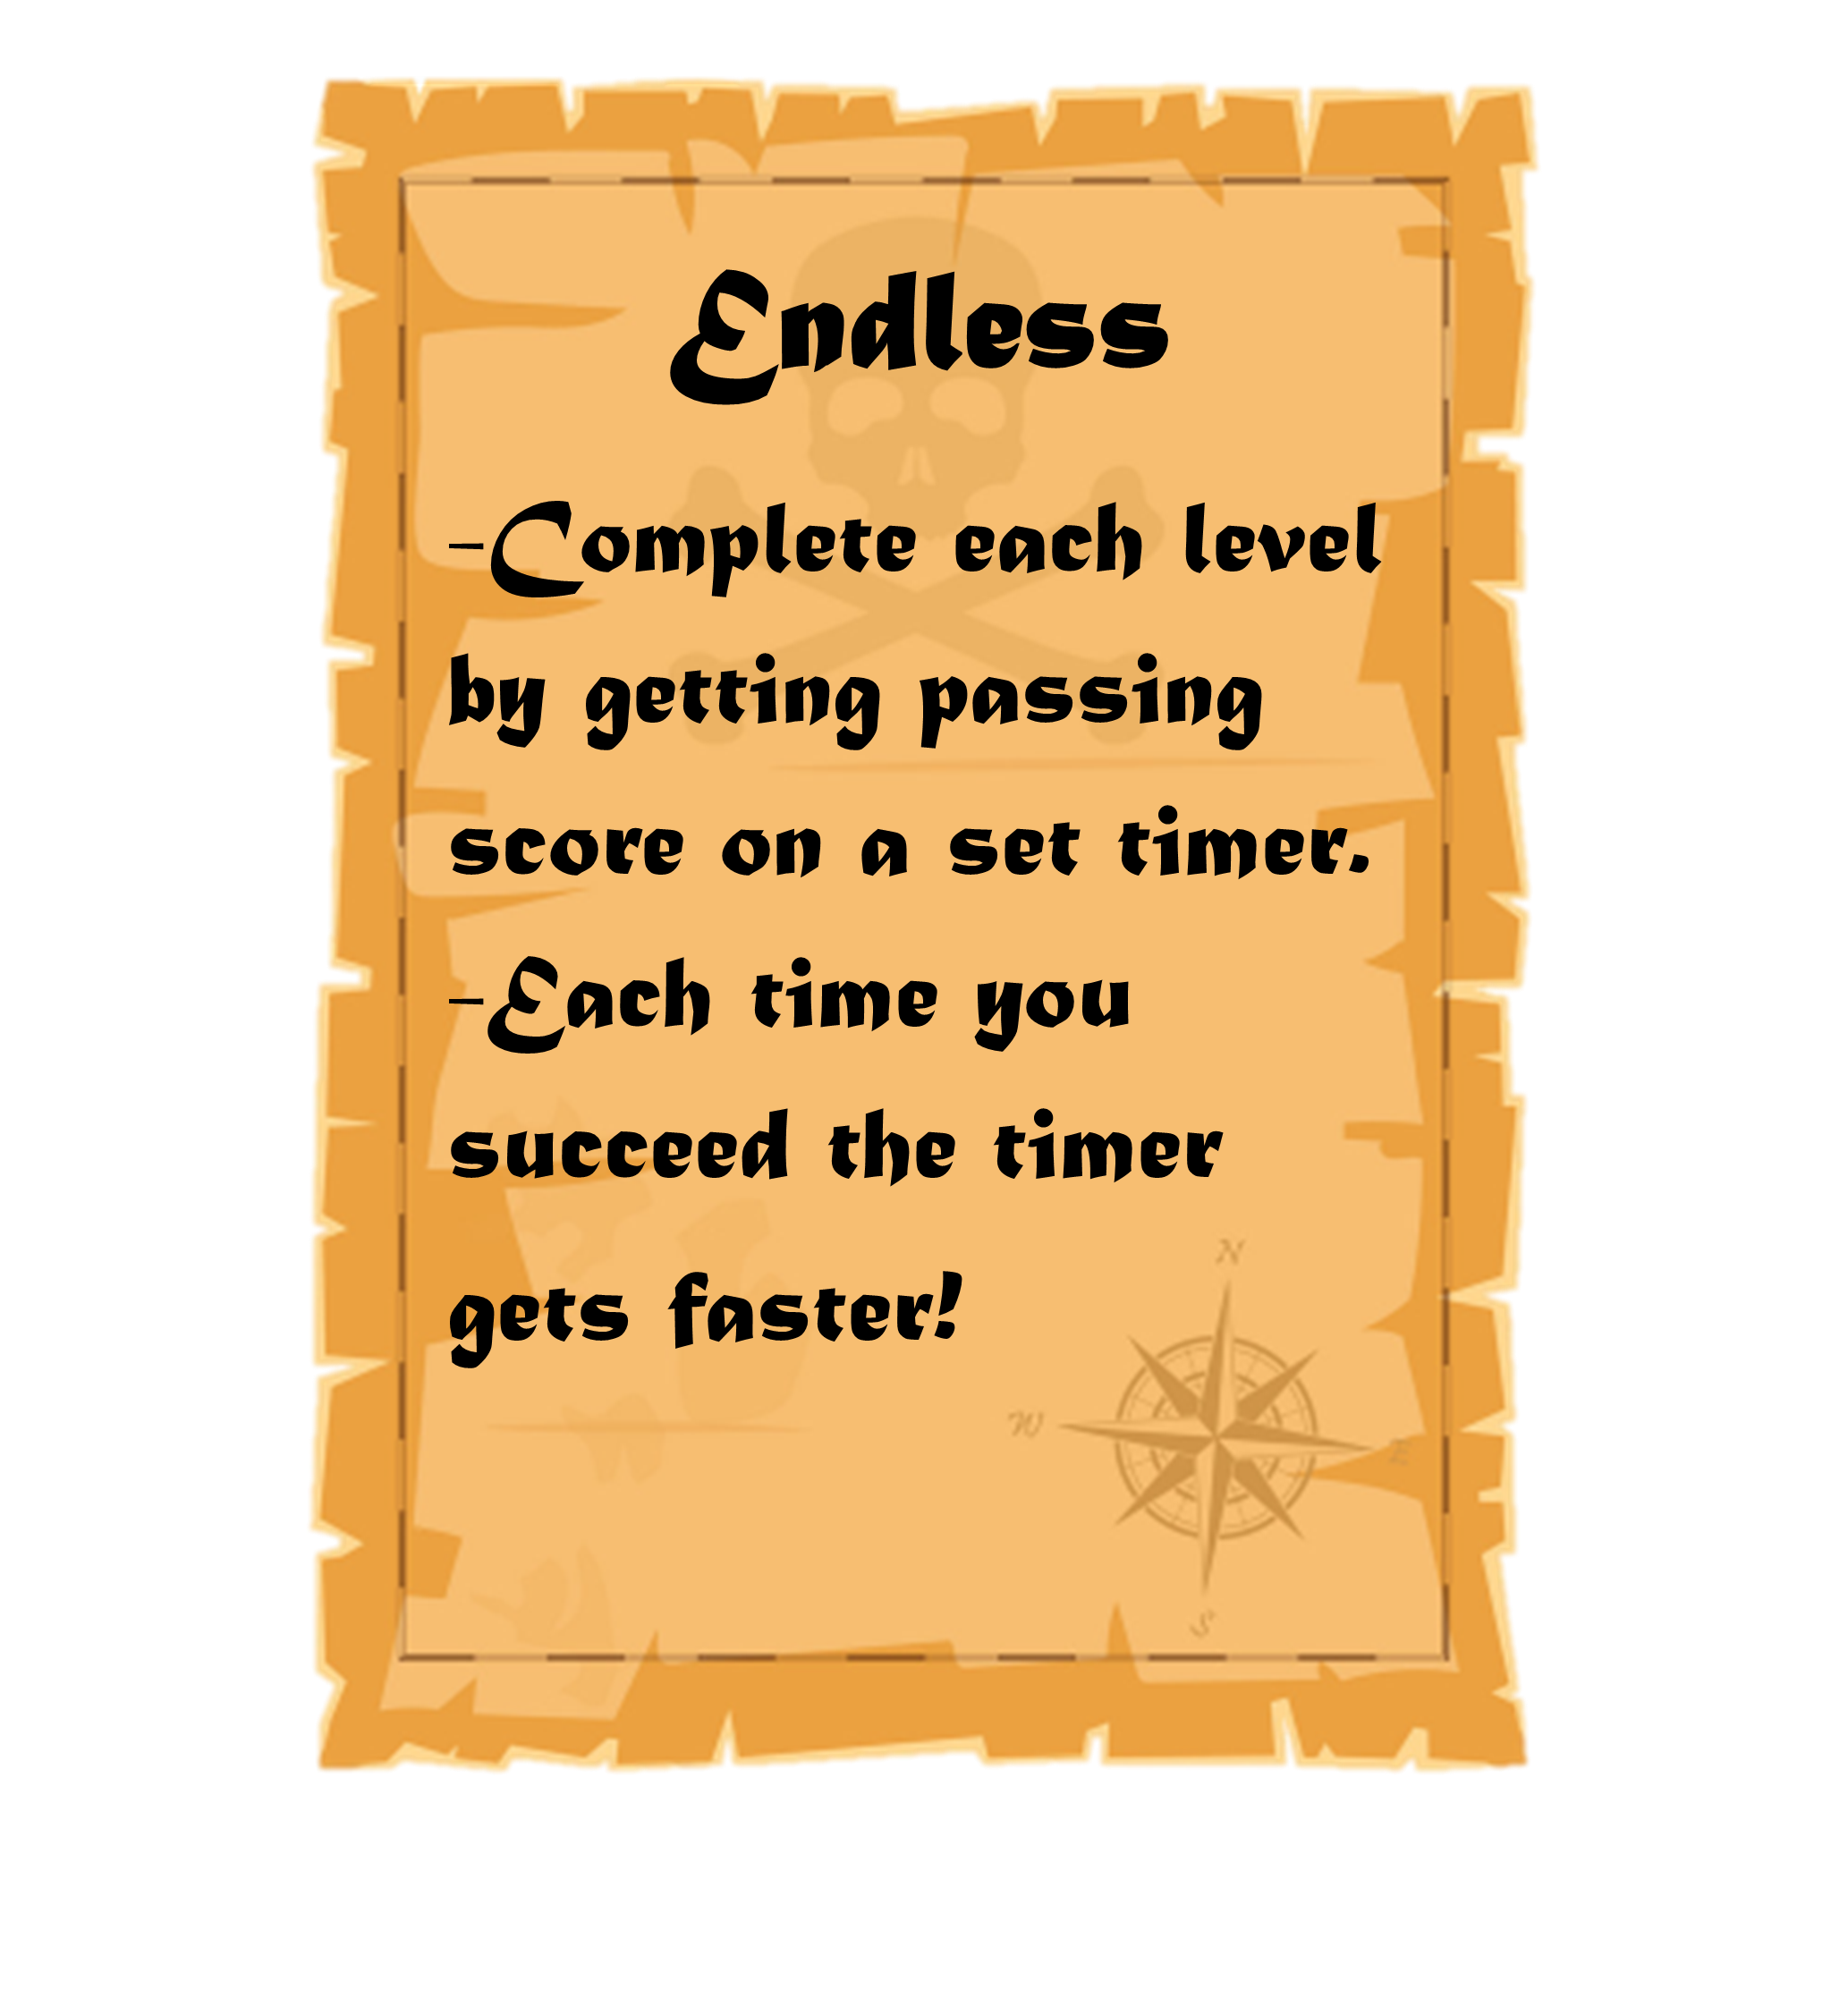 Endless
-Complete each level
by getting passing
score on a set timer.
-Each time you
succeed the timer
gets faster!
N
W
E
S